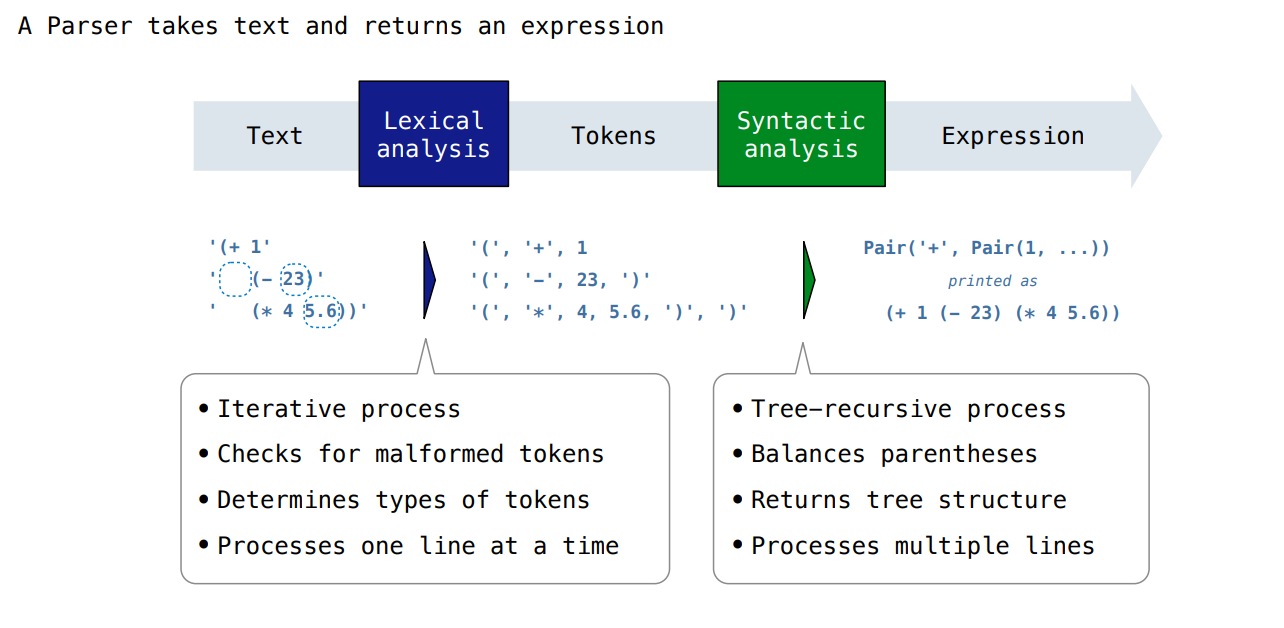 A Parser takes text and returns an expression
Text
Lexical
analysis
Tokens
Syntactic
analysis
Expression
'(+ 1'
'   (- 23)'
'   (* 4 5.6))'
'(', '+', 1
'(', '-', 23, ')'
'(', '*', 4, 5.6, ')', ')'
Pair('+', Pair(1, ...))
printed as
(+ 1 (- 23) (* 4 5.6))
• Iterative process
• Checks for malformed tokens
• Determines types of tokens
• Processes one line at a time
• Tree-recursive process
• Balances parentheses
• Returns tree structure
• Processes multiple lines